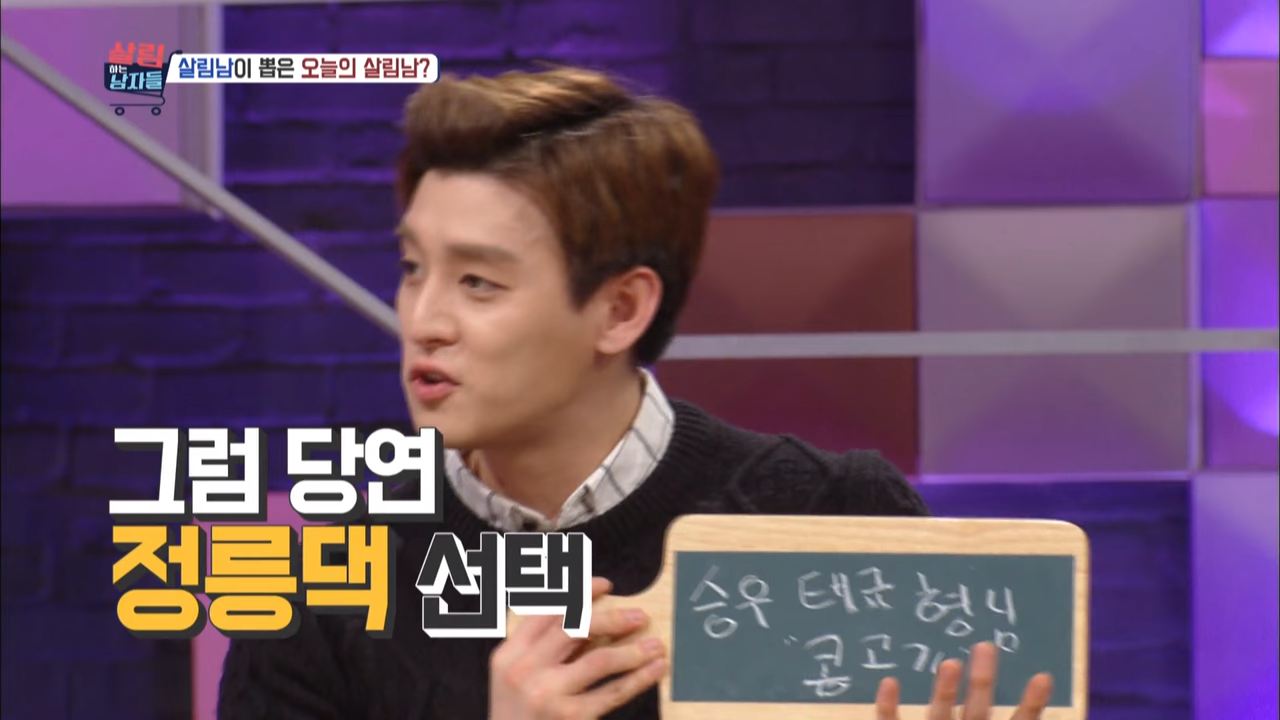 살림
하는
남자들
살림남이 뽑은 오늘의 살림남?
그럼 당연
정릉댁 선택
승우 태균 형님
"콩고기"